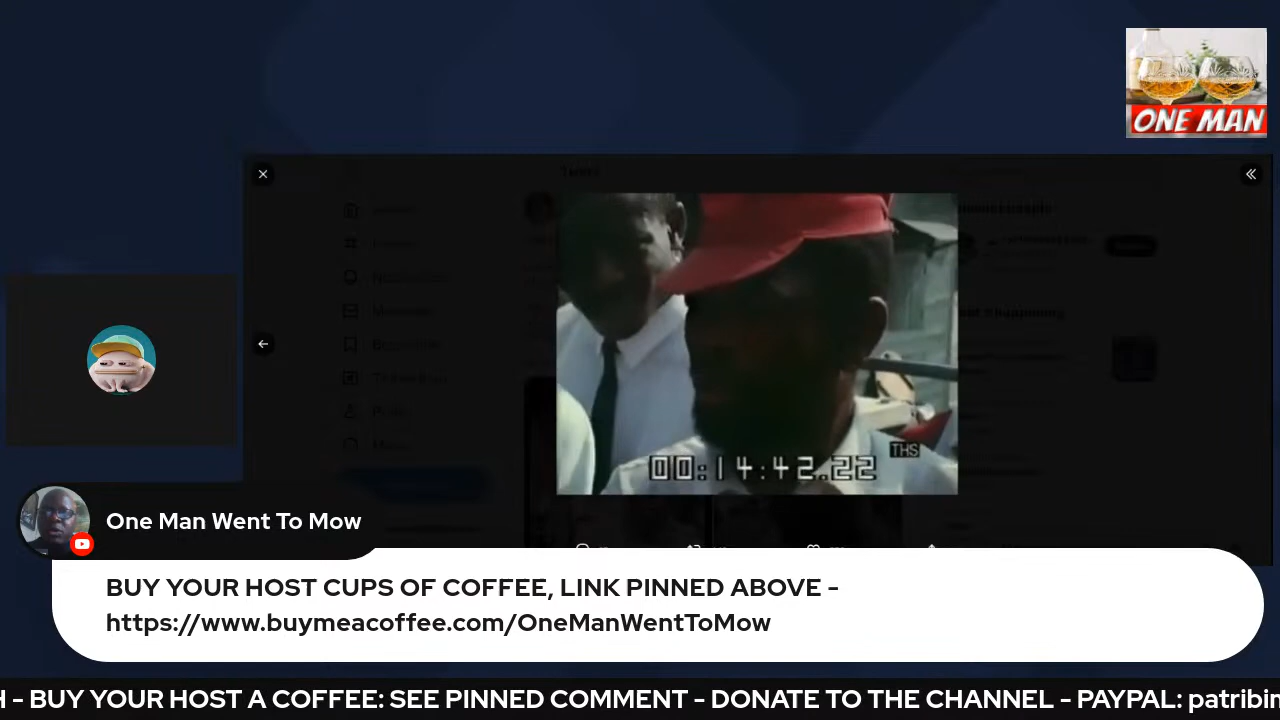 ONE MAN
THS
00:14:42.22
One Man Went To Mow
BUY YOUR HOST CUPS OF COFFEE, LINK PINNED ABOVE -
https://www.buymeacoffee.com/OneManWentToMow
H - BUY YOUR HOST A COFFEE: SEE PINNED COMMENT - DONATE TO THE CHANNEL - PAYPAL: patribin